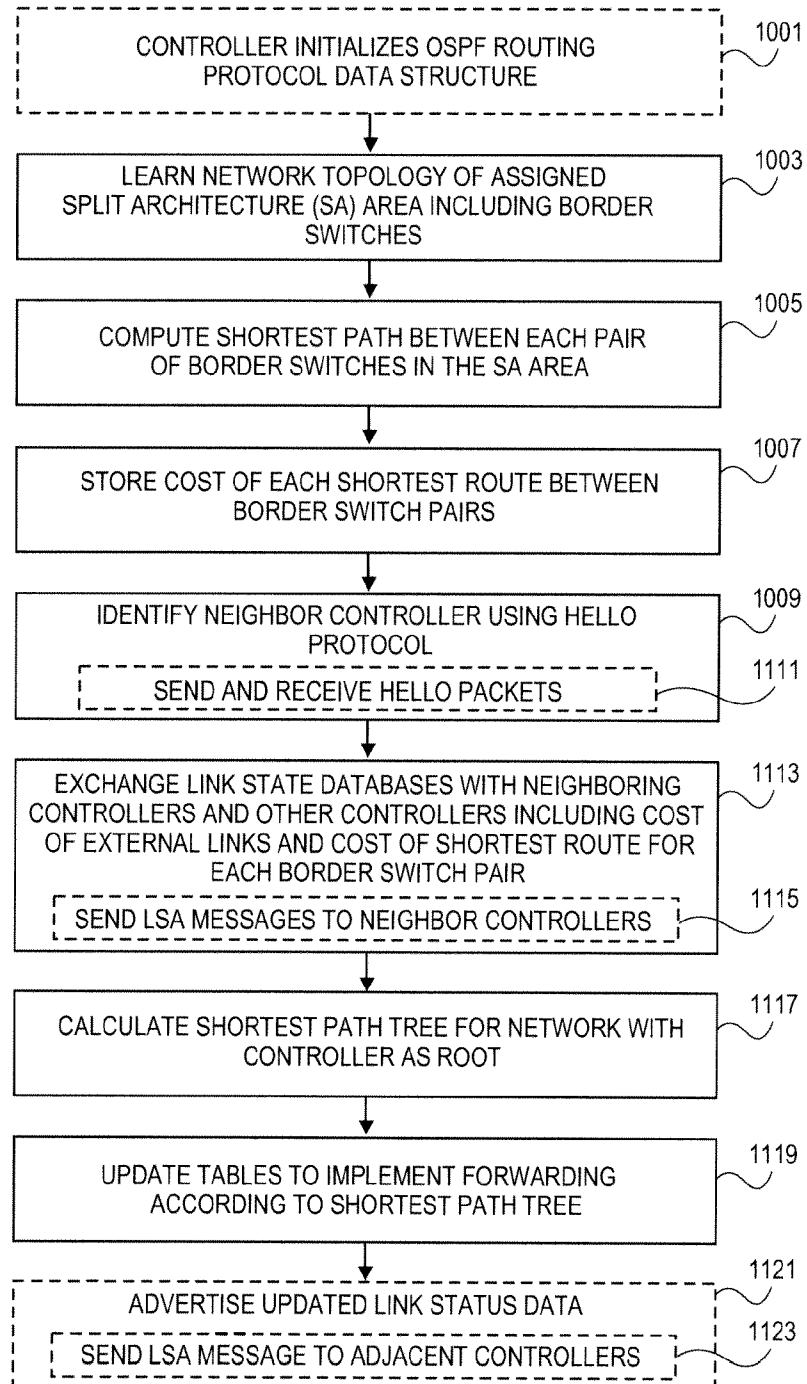 CONTROLLER INITIALIZES OSPF ROUTING
PROTOCOL DATA STRUCTURE
1001
LEARN NETWORK TOPOLOGY OF ASSIGNED
SPLIT ARCHITECTURE (SA) AREA INCLUDING BORDER
SWITCHES
1003
COMPUTE SHORTEST PATH BETWEEN EACH PAIR
OF BORDER SWITCHES IN THE SA AREA
1005
STORE COST OF EACH SHORTEST ROUTE BETWEEN
BORDER SWITCH PAIRS
1007
IDENTIFY NEIGHBOR CONTROLLER USING HELLO
PROTOCOL
1009
SEND AND RECEIVE HELLO PACKETS
1111
EXCHANGE LINK STATE DATABASES WITH NEIGHBORING
CONTROLLERS AND OTHER CONTROLLERS INCLUDING COST
OF EXTERNAL LINKS AND COST OF SHORTEST ROUTE FOR
EACH BORDER SWITCH PAIR
1113
SEND LSA MESSAGES TO NEIGHBOR CONTROLLERS
1115
CALCULATE SHORTEST PATH TREE FOR NETWORK WITH
CONTROLLER AS ROOT
1117
UPDATE TABLES TO IMPLEMENT FORWARDING
ACCORDING TO SHORTEST PATH TREE
1119
ADVERTISE UPDATED LINK STATUS DATA
1121
SEND LSA MESSAGE TO ADJACENT CONTROLLERS
1123